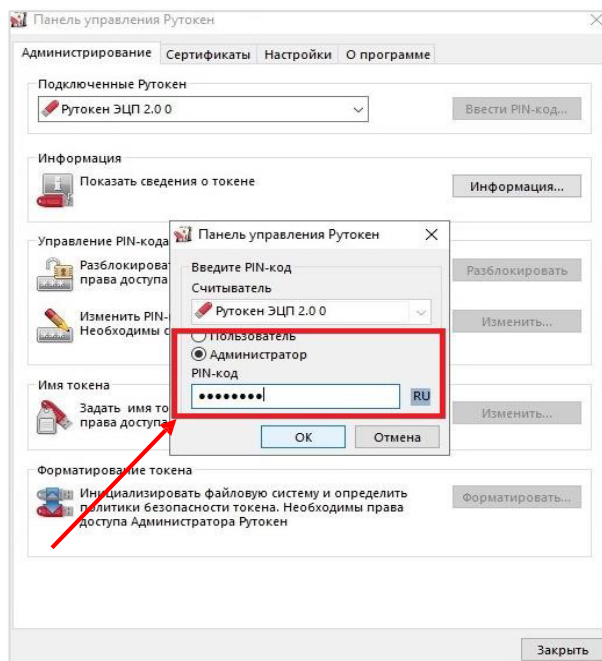 Панель управления Рутокен
Администрирование Сертификаты Настройки О программе
Подключенные Рутокен
Рутокен ЭЦП 2.0 0
Ввести PIN-код...
Информация
Показать сведения о токене
Информация...
Управление PIN-кода
Разблокирова
права доступа
Разблокировать
Изменить PIN-
Необходимы с
Изменить...
Имя токена
Задать имя то
права доступа
Изменить...
Форматирование токена
Инициализировать файловую систему и определить
политики безопасности токена. Необходимы права
доступа Администратора Рутокен
Форматировать...
Закрыть
Панель управления Рутокен
Введите PIN-код
Считыватель
Рутокен ЭЦП 2.0 0
Пользователь
Администратор
PIN-код
••••••••
RU
ОК
Отмена